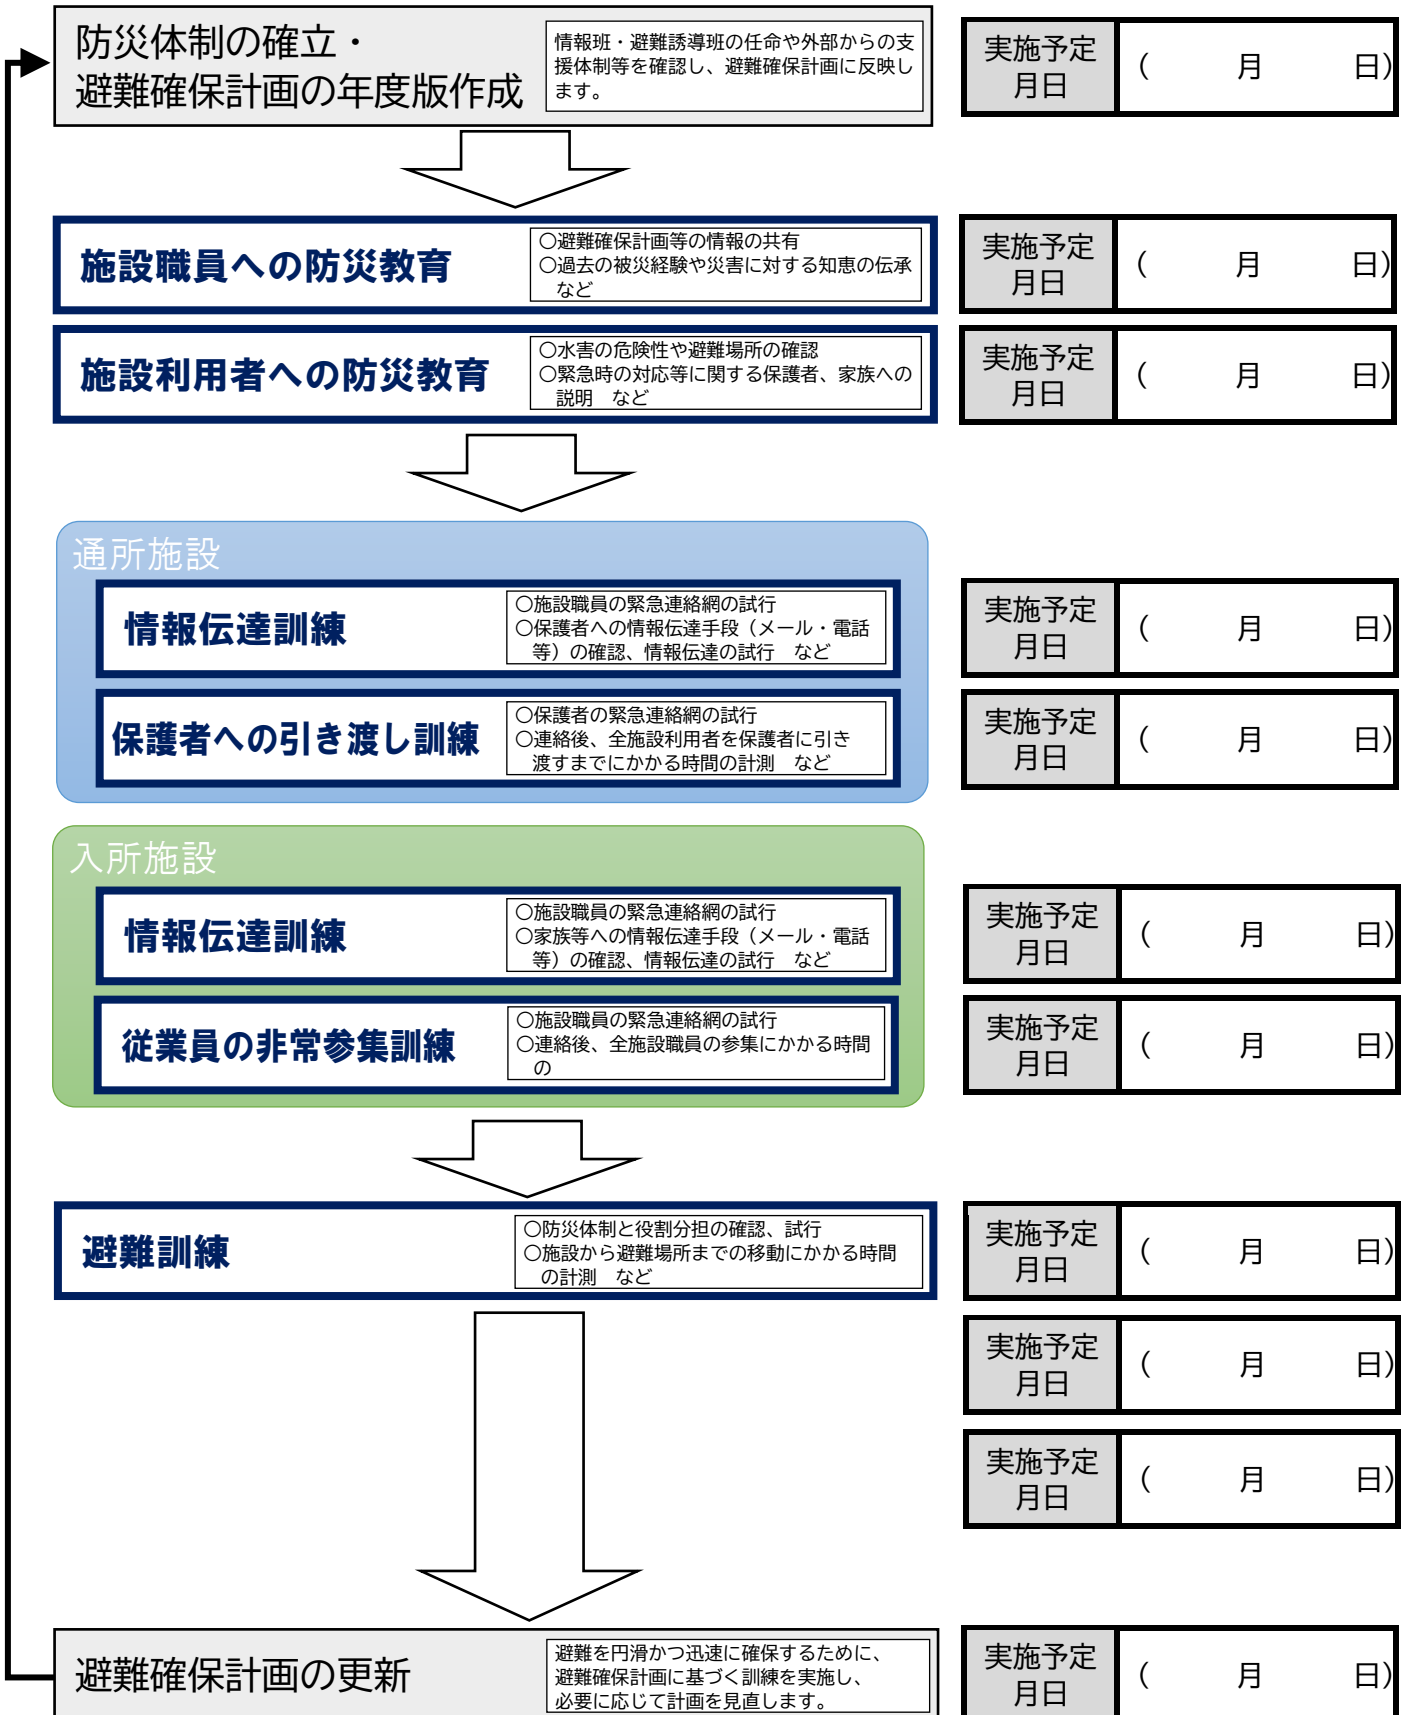 防災体制の確立・
避難確保計画の年度版作成
情報班・避難誘導班の任命や外部からの支
援体制等を確認し、避難確保計画に反映し
ます。
実施予定
月日
（　　月　　日）
施設職員への防災教育
○避難確保計画等の情報の共有
○過去の被災経験や災害に対する知恵の伝承
など
実施予定
月日
（　　月　　日）
施設利用者への防災教育
○水害の危険性や避難場所の確認
○緊急時の対応等に関する保護者、家族への
説明　など
実施予定
月日
（　　月　　日）
通所施設
情報伝達訓練
○施設職員の緊急連絡網の試行
○保護者への情報伝達手段（メール・電話
等）の確認、情報伝達の試行　など
実施予定
月日
（　　月　　日）
保護者への引き渡し訓練
○保護者の緊急連絡網の試行
○連絡後、全施設利用者を保護者に引き
渡すまでにかかる時間の計測　など
実施予定
月日
（　　月　　日）
入所施設
情報伝達訓練
○施設職員の緊急連絡網の試行
○家族等への情報伝達手段（メール・電話
等）の確認、情報伝達の試行　など
実施予定
月日
（　　月　　日）
従業員の非常参集訓練
○施設職員の緊急連絡網の試行
○連絡後、全施設職員の参集にかかる時間
の
実施予定
月日
（　　月　　日）
避難訓練
○防災体制と役割分担の確認、試行
○施設から避難場所までの移動にかかる時間
の計測　など
実施予定
月日
（　　月　　日）
実施予定
月日
（　　月　　日）
実施予定
月日
（　　月　　日）
避難確保計画の更新
避難を円滑かつ迅速に確保するために、
避難確保計画に基づく訓練を実施し、
必要に応じて計画を見直します。
実施予定
月日
（　　月　　日）